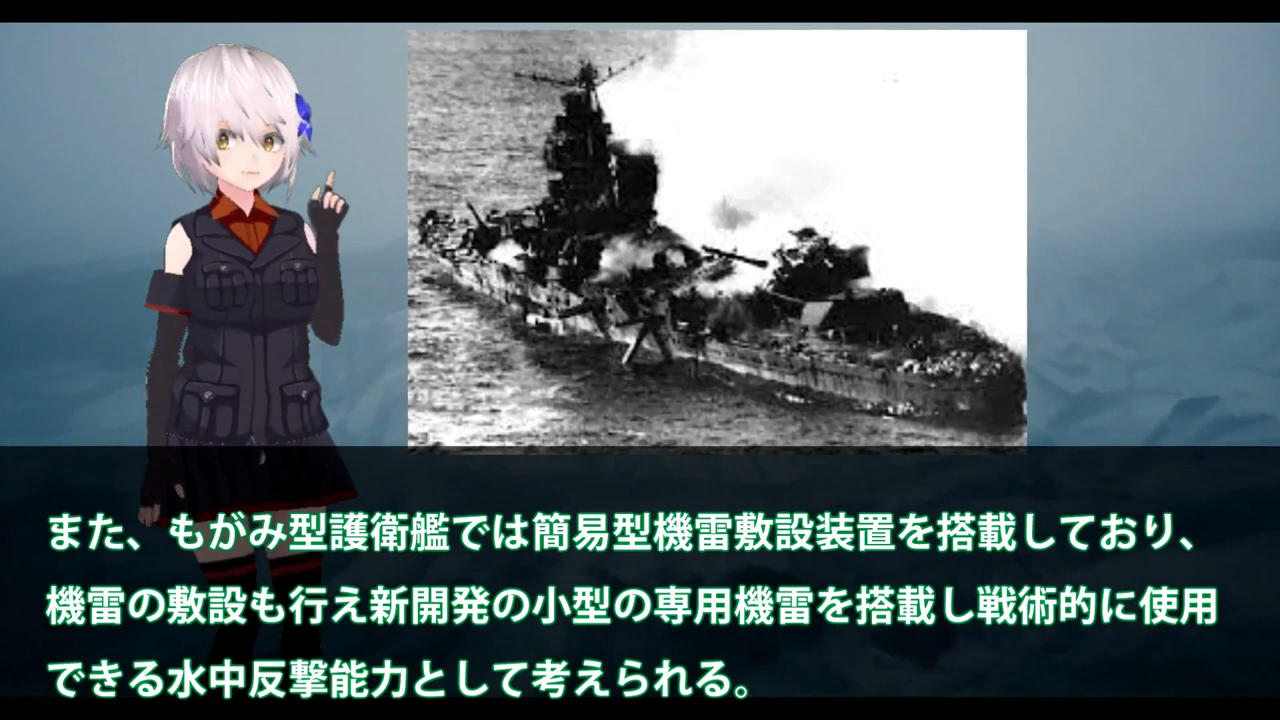 また、もがみ型護衛艦では簡易型機雷敷設装置を搭載しており、
機雷の敷設も行え新開発の小型の専用機雷を搭載し戦術的に使用
できる水中反撃能力として考えられる。